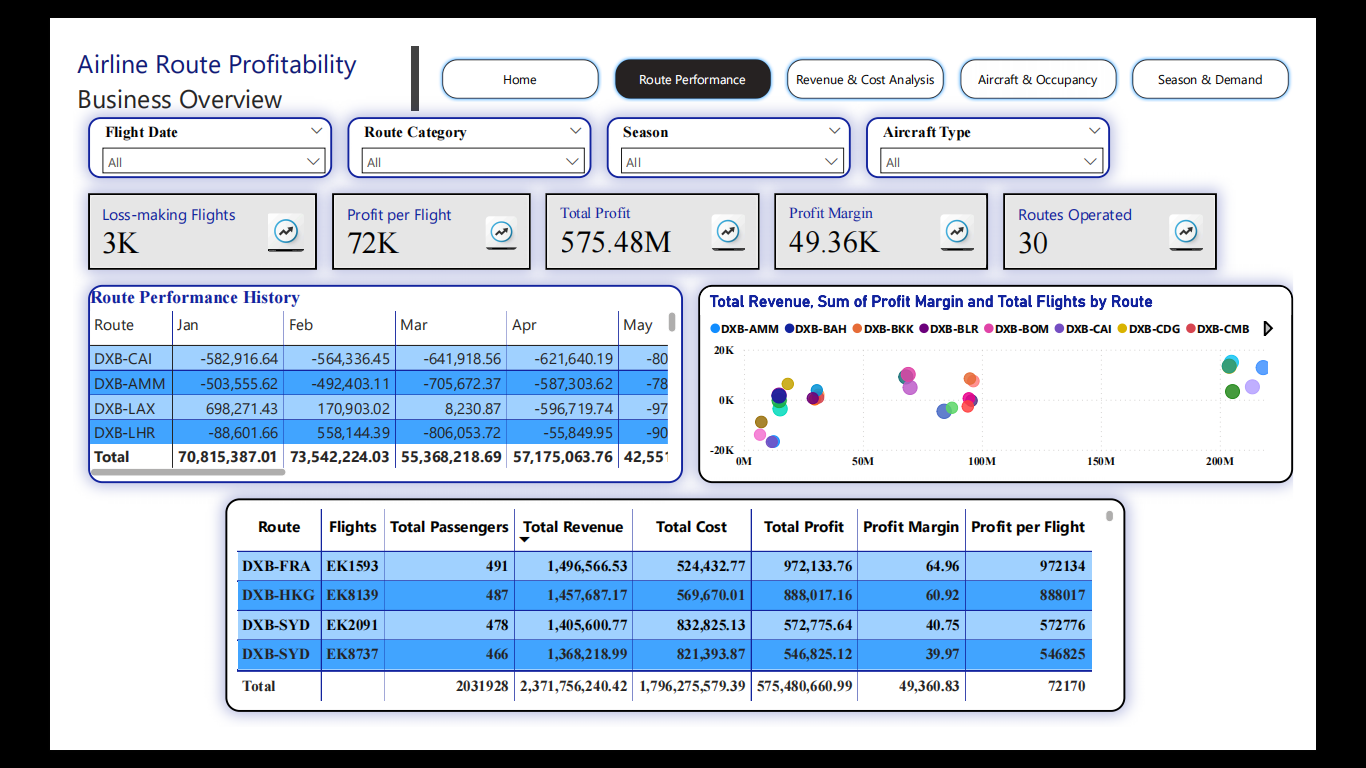 Airline Route Profitability
Business Overview
Home
Route Performance
Revenue & Cost Analysis
Aircraft & Occupancy
Season & Demand
Flight Date
All
Route Category
All
Season
All
Aircraft Type
All
Loss-making Flights
3K
Profit per Flight
72K
Total Profit
575.48M
Profit Margin
49.36K
Routes Operated
30
Route Performance History
Route Jan Feb Mar Apr May
DXB-CAI -582,916.64 -564,336.45 -641,918.56 -621,640.19 -80
DXB-AMM -503,555.62 -492,403.11 -705,672.37 -587,303.62 -78
DXB-LAX 698,271.43 170,903.02 8,230.87 -596,719.74 -97
DXB-LHR -88,601.66 558,144.39 -806,053.72 -55,849.95 -90
Total 70,815,387.01 73,542,224.03 55,368,218.69 57,175,063.76 42,551
Total Revenue, Sum of Profit Margin and Total Flights by Route
DXB-AMM DXB-BAH DXB-BKK DXB-BLR DXB-BOM DXB-CAI DXB-CDG DXB-CMB
20K
0K
-20K
0M 50M 100M 150M 200M
Route Flights Total Passengers Total Revenue Total Cost Total Profit Profit Margin Profit per Flight
DXB-FRA EK1593 491 1,496,566.53 524,432.77 972,133.76 64.96 972134
DXB-HKG EK8139 487 1,457,687.17 569,670.01 888,017.16 60.92 888017
DXB-SYD EK2091 478 1,405,600.77 832,825.13 572,775.64 40.75 572776
DXB-SYD EK8737 466 1,368,218.99 821,393.87 546,825.12 39.97 546825
Total 2031928 2,371,756,240.42 1,796,275,579.39 575,480,660.99 49,360.83 72170